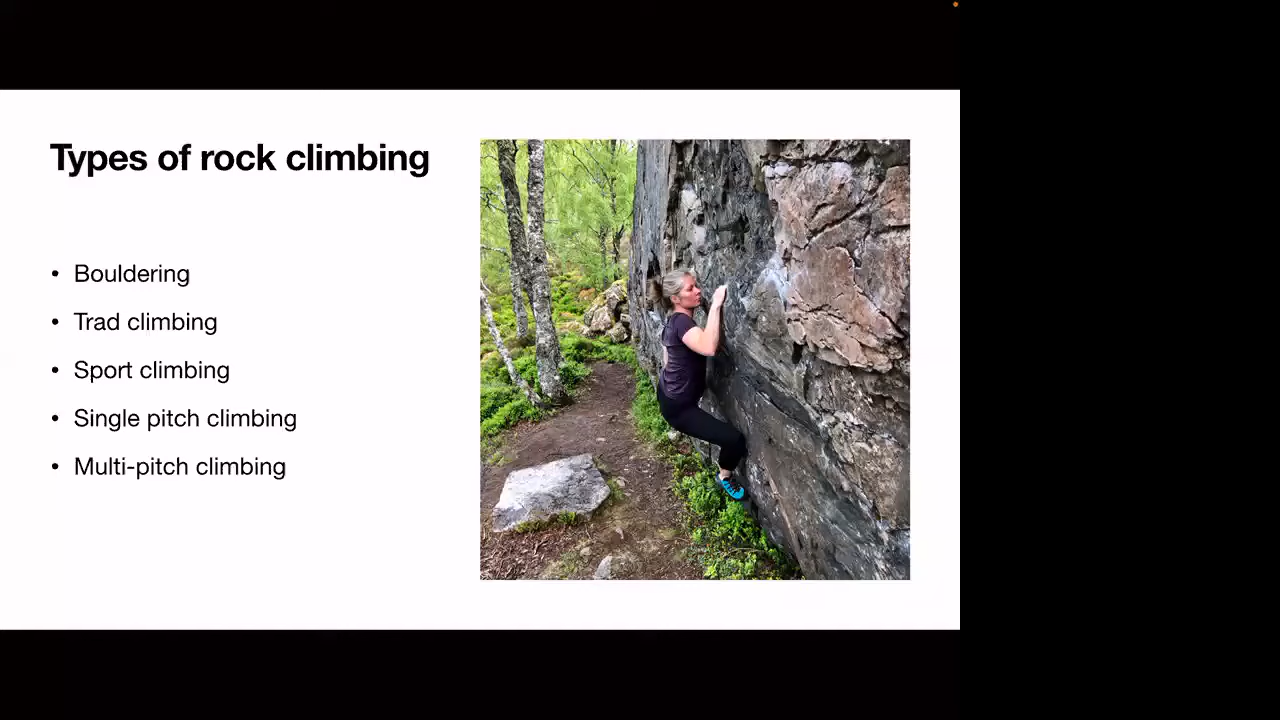 Types of rock climbing
• Bouldering
• Trad climbing
• Sport climbing
• Single pitch climbing
• Multi-pitch climbing